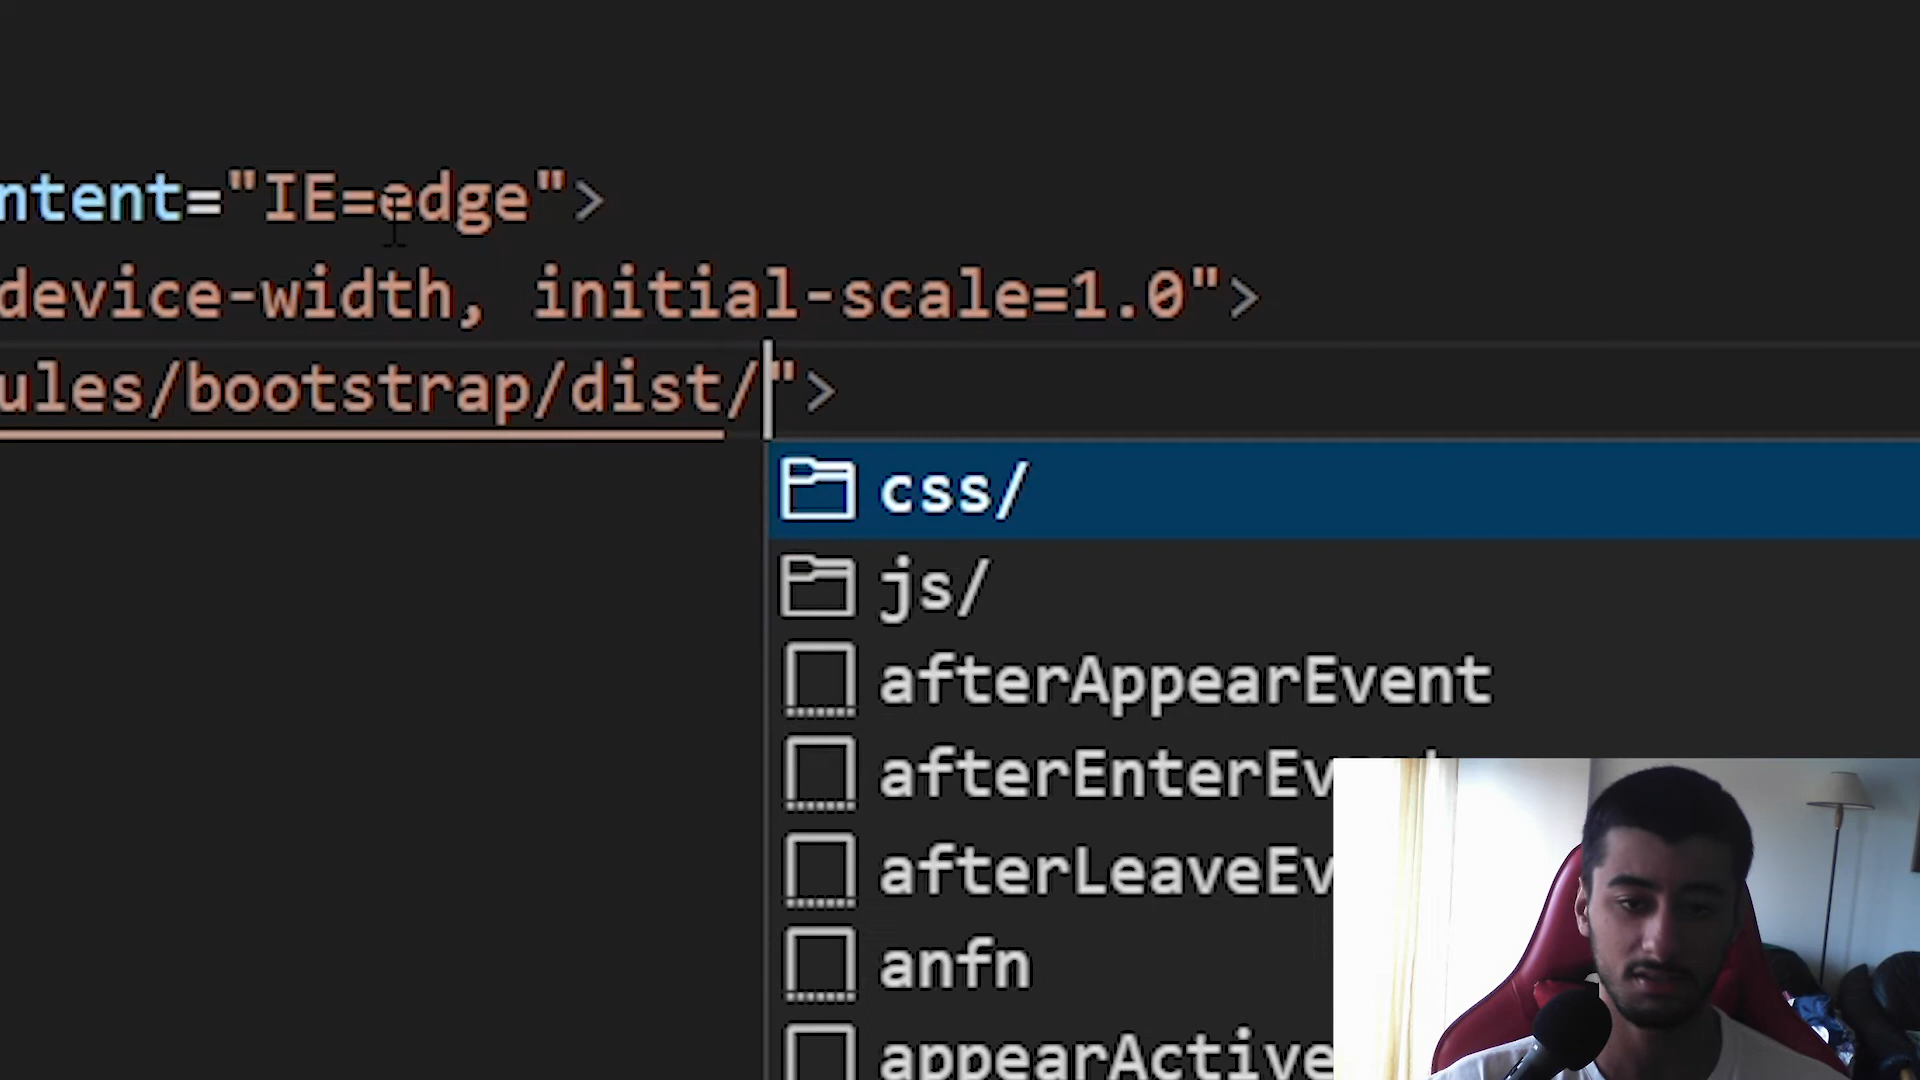 ntent="IE=edge">
device-width, initial-scale=1.0">
ules/bootstrap/dist/">
css/
js/
afterAppearEvent
afterEnterEv
afterLeaveEv
anfn
appearActive